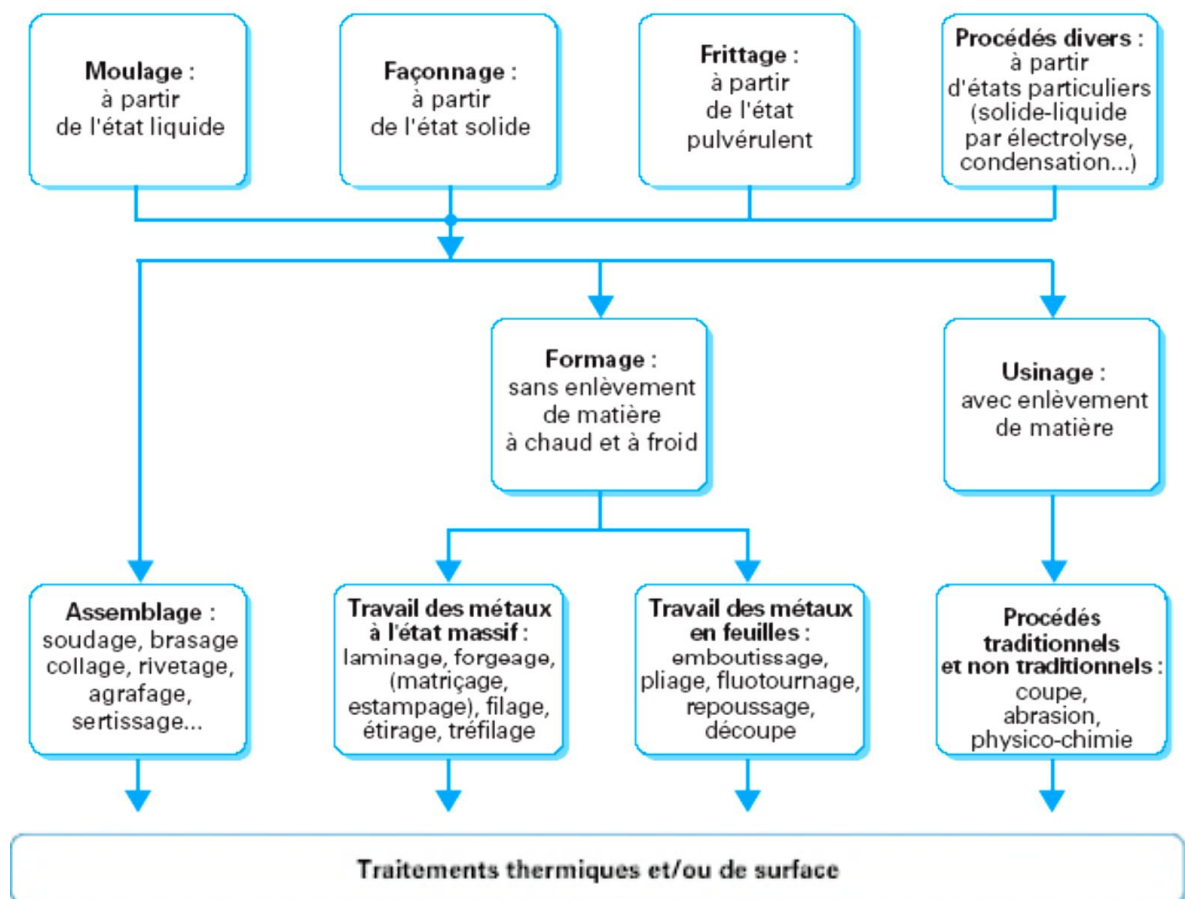 Moulage :
à partir
de l'état liquide
Façonnage :
à partir
de l'état solide
Frittage :
à partir
de l'état
pulvérulent
Procédés divers :
à partir
d'états particuliers
(solide-liquide
par électrolyse,
condensation...)
Formage :
sans enlèvement
de matière
à chaud et à froid
Usinage :
avec enlèvement
de matière
Assemblage :
soudage, brasage
collage, rivetage,
agrafage,
sertissage...
Travail des métaux
à l'état massif :
laminage, forgeage,
(matriçage,
estampage), filage,
étirage, tréfilage
Travail des métaux
en feuilles :
emboutissage,
pliage, fluotournage,
repoussage,
découpe
Procédés
traditionnels
et non traditionnels :
coupe,
abrasion,
physico-chimie
Traitements thermiques et/ou de surface